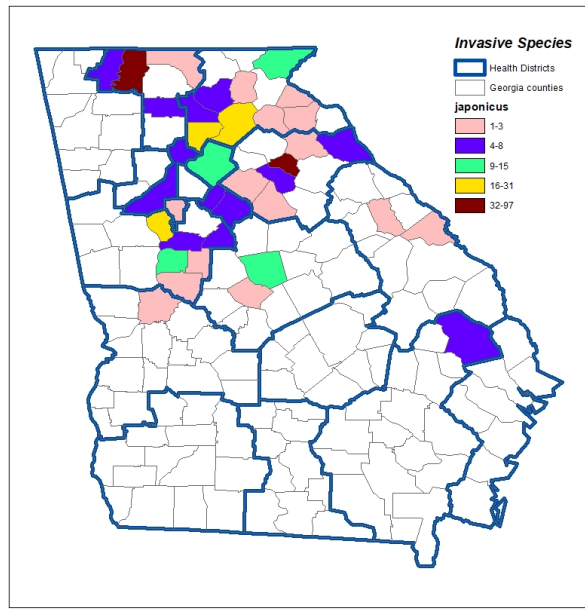 Invasive Species
Health Districts
Georgia counties
japonicus
1-3
4-8
9-15
16-31
32-97